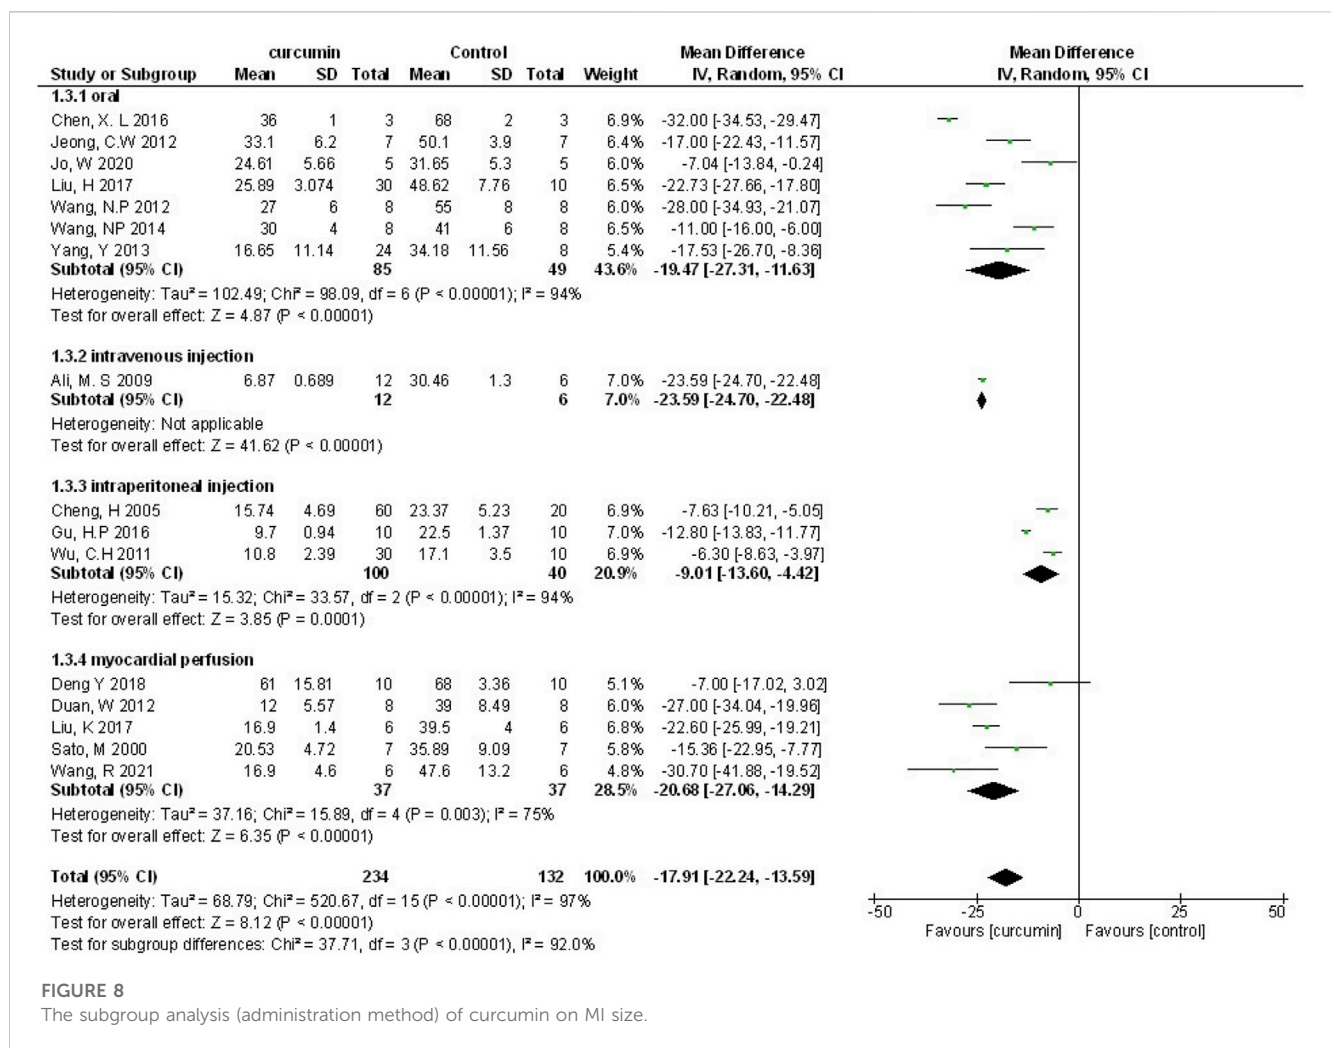 curcumin Control Mean Difference Mean Difference
Study or Subgroup Mean SD Total Mean SD Total Weight IV, Random, 95% CI IV, Random, 95% CI
1.3.1 oral
Chen, X. L 2016 36 1 3 68 2 3 6.9% -32.00 [-34.53, -29.47]
Jeong, C.W 2012 33.1 6.2 7 50.1 3.9 7 6.4% -17.00 [-22.43, -11.57]
Jo, W 2020 24.61 5.66 5 31.65 5.3 5 6.0% -7.04 [-13.84, -0.24]
Liu, H 2017 25.89 3.074 30 48.62 7.76 10 6.5% -22.73 [-27.66, -17.80]
Wang, N.P 2012 27 6 8 55 8 8 6.0% -28.00 [-34.93, -21.07]
Wang, NP 2014 30 4 8 41 6 8 6.5% -11.00 [-16.00, -6.00]
Yang, Y 2013 16.65 11.14 24 34.18 11.56 8 5.4% -17.53 [-26.70, -8.36]
Subtotal (95% CI) 85 49 43.6% -19.47 [-27.31, -11.63]
Heterogeneity: Tau² = 102.49; Chi² = 98.09, df = 6 (P < 0.00001); I² = 94%
Test for overall effect: Z = 4.87 (P < 0.00001)
1.3.2 intravenous injection
Ali, M. S 2009 6.87 0.689 12 30.46 1.3 6 7.0% -23.59 [-24.70, -22.48]
Subtotal (95% CI) 12 6 7.0% -23.59 [-24.70, -22.48]
Heterogeneity: Not applicable
Test for overall effect: Z = 41.62 (P < 0.00001)
1.3.3 intraperitoneal injection
Cheng, H 2005 15.74 4.69 60 23.37 5.23 20 6.9% -7.63 [-10.21, -5.05]
Gu, H.P 2016 9.7 0.94 10 22.5 1.37 10 7.0% -12.80 [-13.83, -11.77]
Wu, C.H 2011 10.8 2.39 30 17.1 3.5 10 6.9% -6.30 [-8.63, -3.97]
Subtotal (95% CI) 100 40 20.9% -9.01 [-13.60, -4.42]
Heterogeneity: Tau² = 15.32; Chi² = 33.57, df = 2 (P < 0.00001); I² = 94%
Test for overall effect: Z = 3.85 (P = 0.0001)
1.3.4 myocardial perfusion
Deng Y 2018 61 15.81 10 68 3.36 10 5.1% -7.00 [-17.02, 3.02]
Duan, W 2012 12 5.57 8 39 8.49 8 6.0% -27.00 [-34.04, -19.96]
Liu, K 2017 16.9 1.4 6 39.5 4 6 6.8% -22.60 [-25.99, -19.21]
Sato, M 2000 20.53 4.72 7 35.89 9.09 7 5.8% -15.36 [-22.95, -7.77]
Wang, R 2021 16.9 4.6 6 47.6 13.2 6 4.8% -30.70 [-41.88, -19.52]
Subtotal (95% CI) 37 37 28.5% -20.68 [-27.06, -14.29]
Heterogeneity: Tau² = 37.16; Chi² = 15.89, df = 4 (P = 0.003); I² = 75%
Test for overall effect: Z = 6.35 (P < 0.00001)
Total (95% CI) 234 132 100.0% -17.91 [-22.24, -13.59]
Heterogeneity: Tau² = 68.79; Chi² = 520.67, df = 15 (P < 0.00001); I² = 97%
Test for overall effect: Z = 8.12 (P < 0.00001)
Test for subgroup differences: Chi² = 37.71, df = 3 (P < 0.00001), I² = 92.0%
-50 -25 0 25 50
Favours [curcumin] Favours [control]
FIGURE 8
The subgroup analysis (administration method) of curcumin on MI size.